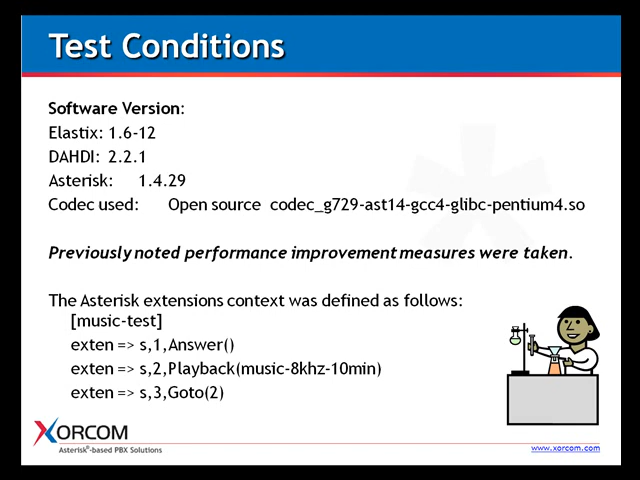 Test Conditions
Software Version:
Elastix: 1.6-12
DAHDI: 2.2.1
Asterisk: 1.4.29
Codec used: Open source codec_g729-ast14-gcc4-glibc-pentium4.so
Previously noted performance improvement measures were taken.
The Asterisk extensions context was defined as follows:
[music-test]
exten => s,1,Answer()
exten => s,2,Playback(music-8khz-10min)
exten => s,3,Goto(2)
XORCOM
Asterisk®-based PBX Solutions
www.xorcom.com